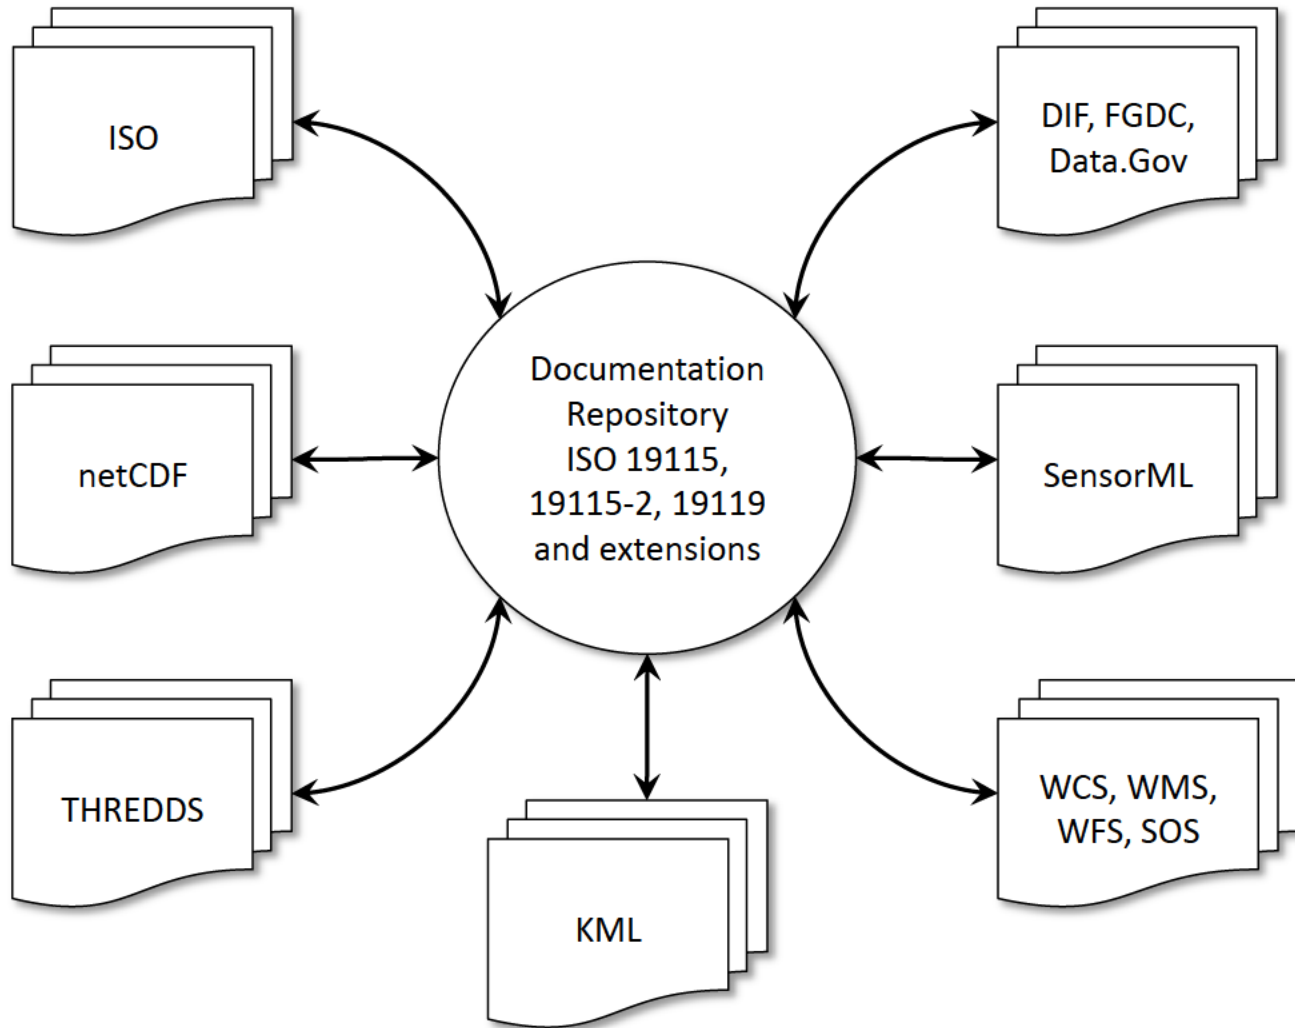 ISO
DIF, FGDC,
Data.Gov
Documentation
Repository
ISO 19115,
19115-2, 19119
and extensions
netCDF
SensorML
THREDDS
WCS, WMS,
WFS, SOS
KML